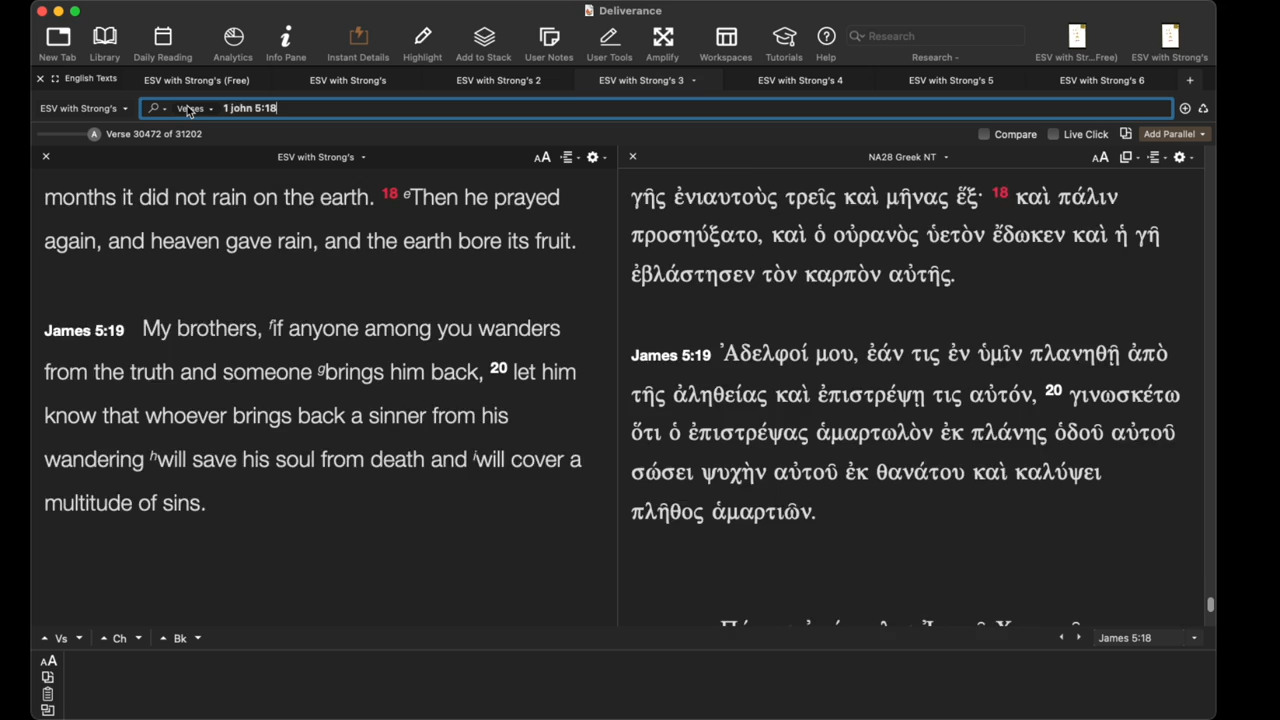 Deliverance
New Tab Library Daily Reading Analytics Info Pane Instant Details Highlight Add to Stack User Notes User Tools Amplify Workspaces Tutorials Help Research Research ESV with Str...Free) ESV with Strong's
English Texts ESV with Strong's (Free) ESV with Strong's ESV with Strong's 2 ESV with Strong's 3 ESV with Strong's 4 ESV with Strong's 5 ESV with Strong's 6
ESV with Strong's Verses 1 john 5:18
A Verse 30472 of 31202 Compare Live Click Add Parallel
ESV with Strong's AA
months it did not rain on the earth. 18 eThen he prayed
again, and heaven gave rain, and the earth bore its fruit.
James 5:19 My brothers, fif anyone among you wanders
from the truth and someone gbrings him back, 20 let him
know that whoever brings back a sinner from his
wandering hwill save his soul from death and iwill cover a
multitude of sins.
NA28 Greek NT AA
γῆς ἐνιαυτοὺς τρεῖς καὶ μῆνας ἕξ· 18 καὶ πάλιν
προσηύξατο, καὶ ὁ οὐρανὸς ὑετὸν ἔδωκεν καὶ ἡ γῆ
ἐβλάστησεν τὸν καρπὸν αὐτῆς.
James 5:19 Ἀδελφοί μου, ἐάν τις ἐν ὑμῖν πλανηθῇ ἀπὸ
τῆς ἀληθείας καὶ ἐπιστρέψῃ τις αὐτόν, 20 γινωσκέτω
ὅτι ὁ ἐπιστρέψας ἁμαρτωλὸν ἐκ πλάνης ὁδοῦ αὐτοῦ
σώσει ψυχὴν αὐτοῦ ἐκ θανάτου καὶ καλύψει
πλῆθος ἁμαρτιῶν.
Vs Ch Bk James 5:18
AA